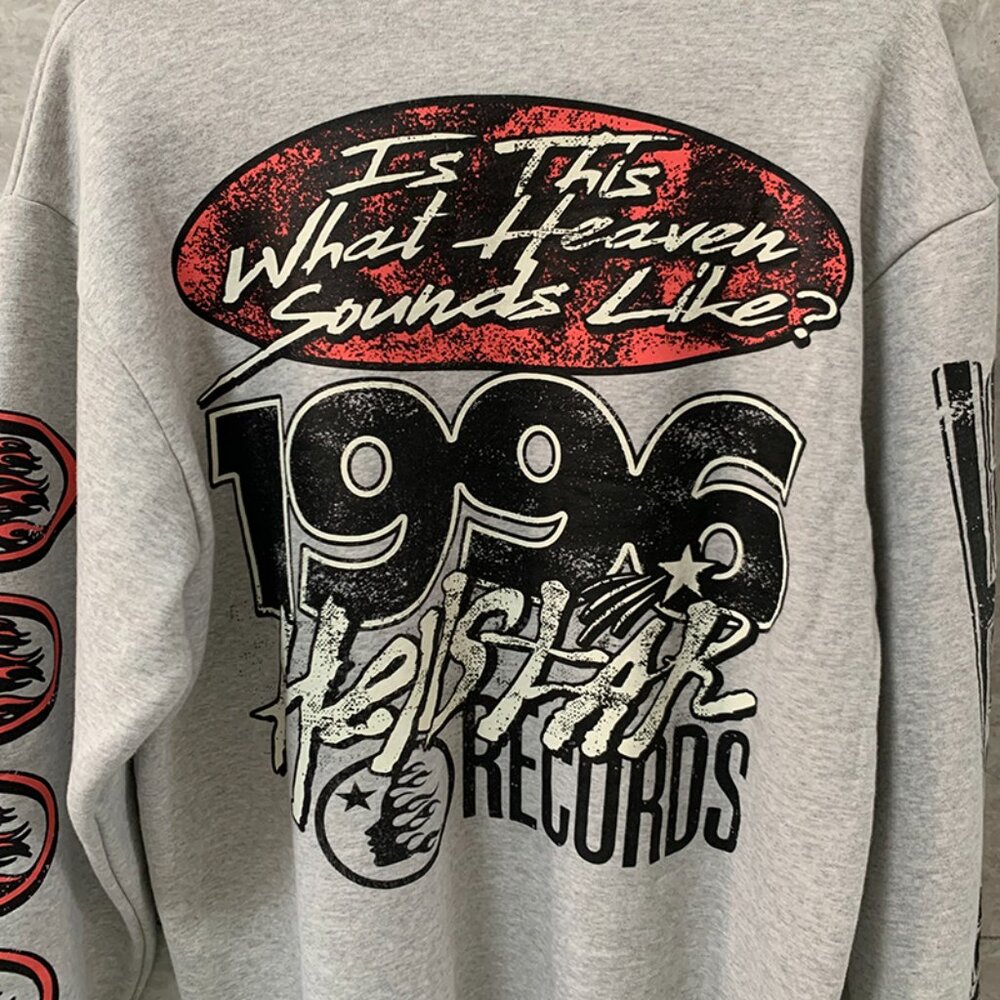 Is This
What Heaven
Sounds Like?
1996
HellstAR
RECORDS